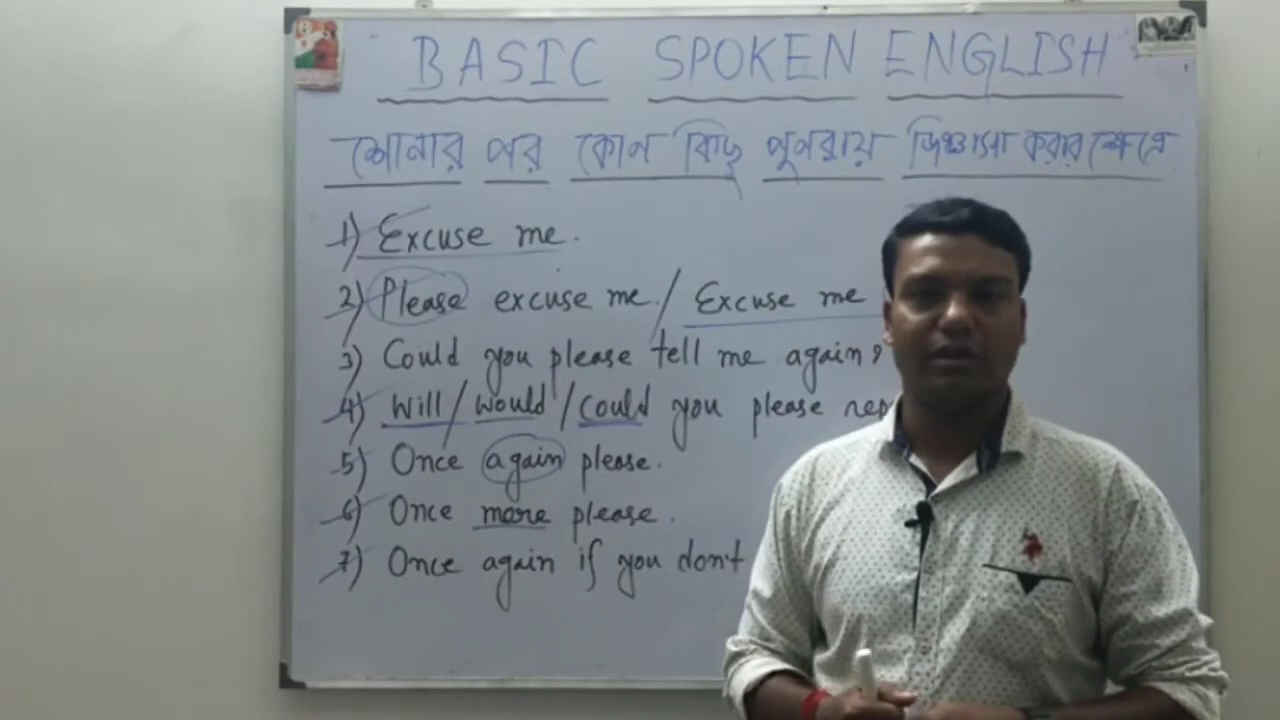 BASIC SPOKEN ENGLISH
শোনার পর কোন কিছু পুণরায় জিজ্ঞাসা করার ক্ষেত্রে
1) Excuse me.
2) Please excuse me. / Excuse me
3) Could you please tell me again?
4) Will / would / could you please rep
5) Once again please.
6) Once more please.
7) Once again if you don't